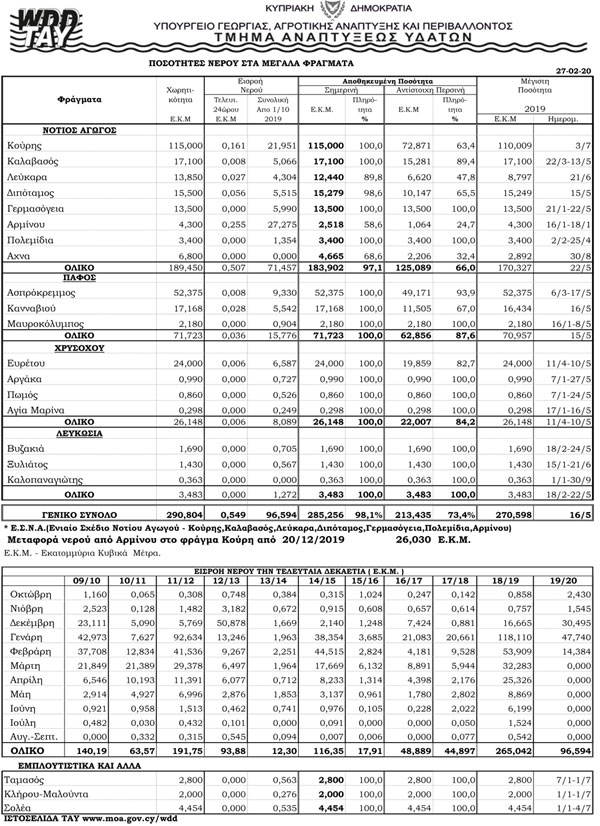 WDD
TAY
ΚΥΠΡΙΑΚΗ ΔΗΜΟΚΡΑΤΙΑ
ΥΠΟΥΡΓΕΙΟ ΓΕΩΡΓΙΑΣ, ΑΓΡΟΤΙΚΗΣ ΑΝΑΠΤΥΞΗΣ ΚΑΙ ΠΕΡΙΒΑΛΛΟΝΤΟΣ
ΤΜΗΜΑ ΑΝΑΠΤΥΞΕΩΣ ΥΔΑΤΩΝ
ΠΟΣΟΤΗΤΕΣ ΝΕΡΟΥ ΣΤΑ ΜΕΓΑΛΑ ΦΡΑΓΜΑΤΑ
27-02-20
Εισροή Αποθηκευμένη Ποσότητα Μέγιστη
Χωρητι- Νερού Σημερινή Αντίστοιχη Περσινή Ποσότητα
Φράγματα κότητα Τελευτ. Συνολική Ε.Κ.Μ. Πληρό- Ε.Κ.Μ. Πληρό- 2019
24ώρου Απο 1/10 τητα τητα
Ε.Κ.Μ Ε.Κ.Μ 2019 % % Ε.Κ.Μ Ημερομ.
ΝΟΤΙΟΣ ΑΓΩΓΟΣ
Κούρης 115,000 0,161 21,951 115,000 100,0 72,871 63,4 110,009 3/7
Καλαβασός 17,100 0,008 5,066 17,100 100,0 15,281 89,4 17,100 22/3-13/5
Λεύκαρα 13,850 0,027 4,304 12,440 89,8 6,620 47,8 8,797 21/6
Διπόταμος 15,500 0,056 5,515 15,279 98,6 10,147 65,5 15,249 15/5
Γερμασόγεια 13,500 0,000 5,990 13,500 100,0 13,500 100,0 13,500 21/1-22/5
Αρμίνου 4,300 0,255 27,275 2,518 58,6 1,064 24,7 4,300 16/1-18/1
Πολεμίδια 3,400 0,000 1,354 3,400 100,0 3,400 100,0 3,400 2/2-25/4
Αχνα 6,800 0,000 0,000 4,665 68,6 2,206 32,4 2,892 30/8
ΟΛΙΚΟ 189,450 0,507 71,457 183,902 97,1 125,089 66,0 170,327 22/5
ΠΑΦΟΣ
Ασπρόκρεμμος 52,375 0,008 9,330 52,375 100,0 49,171 93,9 52,375 6/3-17/5
Κανναβιού 17,168 0,028 5,542 17,168 100,0 11,505 67,0 16,434 16/5
Μαυροκόλυμπος 2,180 0,000 0,904 2,180 100,0 2,180 100,0 2,180 16/1-8/5
ΟΛΙΚΟ 71,723 0,036 15,776 71,723 100,0 62,856 87,6 70,957 15/5
ΧΡΥΣΟΧΟΥ
Ευρέτου 24,000 0,006 6,587 24,000 100,0 19,859 82,7 24,000 11/4-10/5
Αργάκα 0,990 0,000 0,727 0,990 100,0 0,990 100,0 0,990 7/1-27/5
Πωμός 0,860 0,000 0,526 0,860 100,0 0,860 100,0 0,860 7/1-24/5
Αγία Μαρίνα 0,298 0,000 0,249 0,298 100,0 0,298 100,0 0,298 17/1-16/5
ΟΛΙΚΟ 26,148 0,006 8,089 26,148 100,0 22,007 84,2 26,148 11/4-10/5
ΛΕΥΚΩΣΙΑ
Βυζακιά 1,690 0,000 0,705 1,690 100,0 1,690 100,0 1,690 18/2-24/5
Ξυλιάτος 1,430 0,000 0,567 1,430 100,0 1,430 100,0 1,430 15/1-21/6
Καλοπαναγιώτης 0,363 0,000 0,000 0,363 100,0 0,363 100,0 0,363 1/1-30/9
ΟΛΙΚΟ 3,483 0,000 1,272 3,483 100,0 3,483 100,0 3,483 18/2-22/5
ΓΕΝΙΚΟ ΣΥΝΟΛΟ 290,804 0,549 96,594 285,256 98,1% 213,435 73,4% 270,598 16/5
* Ε.Σ.Ν.Α.(Ενιαίο Σχέδιο Νοτίου Αγωγού - Κούρης,Καλαβασός,Λεύκαρα,Διπόταμος,Γερμασόγεια,Πολεμίδια,Αρμίνου)
Μεταφορά νερού από Αρμίνου στο φράγμα Κούρη από 20/12/2019 26,030 Ε.Κ.Μ.
Ε.Κ.Μ. - Εκατομμύρια Κυβικά Μέτρα.
ΕΙΣΡΟΗ ΝΕΡΟΥ ΤΗΝ ΤΕΛΕΥΤΑΙΑ ΔΕΚΑΕΤΙΑ ( Ε.Κ.Μ. )
09/10 10/11 11/12 12/13 13/14 14/15 15/16 16/17 17/18 18/19 19/20
Οκτώβρη 1,160 0,065 0,308 0,748 0,384 0,315 1,024 0,247 0,142 0,858 2,430
Νιόβρη 2,523 0,128 1,482 3,182 0,672 0,915 0,608 0,657 0,614 0,757 1,545
Δεκέμβρη 23,111 5,090 5,769 50,878 1,669 2,140 1,248 7,424 0,881 16,665 30,495
Γενάρη 42,973 7,627 92,634 13,246 1,963 38,354 3,685 21,083 20,661 118,110 47,740
Φεβράρη 37,708 12,834 41,536 9,267 2,251 44,515 2,824 4,181 9,528 53,909 14,384
Μάρτη 21,849 21,389 29,378 6,497 1,964 17,669 6,132 8,891 5,944 32,283 0,000
Απρίλη 6,546 10,193 11,391 6,077 0,712 8,233 1,314 4,398 2,176 25,326 0,000
Μάη 2,914 4,927 6,996 2,876 1,853 3,137 0,961 1,780 2,802 8,869 0,000
Ιούνη 0,921 0,958 1,513 0,462 0,741 0,976 0,105 0,228 2,022 6,199 0,000
Ιούλη 0,482 0,030 0,432 0,101 0,000 0,091 0,000 0,000 0,050 1,524 0,000
Αυγ.-Σεπτ. 0,000 0,332 0,315 0,545 0,094 0,007 0,006 0,000 0,077 0,542 0,000
ΟΛΙΚΟ 140,19 63,57 191,75 93,88 12,30 116,35 17,91 48,889 44,897 265,042 96,594
ΕΜΠΛΟΥΤΙΣΤΙΚΑ ΚΑΙ ΑΛΛΑ
Ταμασός 2,800 0,000 0,563 2,800 100,0 2,800 100,0 2,800 7/1-1/7
Κλήρου-Μαλούντα 2,000 0,000 0,276 2,000 100,0 2,000 100,0 2,000 1/1-1/7
Σολέα 4,454 0,000 0,535 4,454 100,0 4,454 100,0 4,454 1/1-4/7
ΙΣΤΟΣΕΛΙΔΑ ΤΑΥ www.moa.gov.cy/wdd